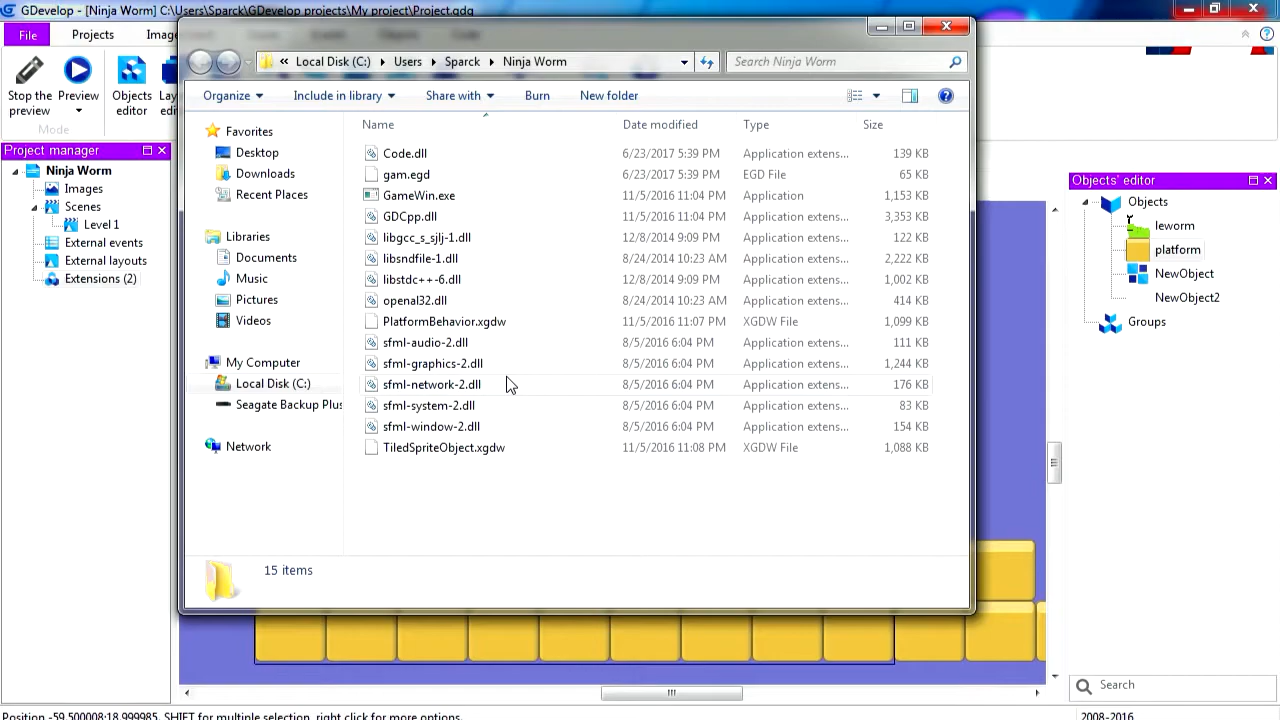 GDevelop - [Ninja Worm] C:\Users\Sparck\GDevelop projects\My project\Project.gdg
File Projects
Stop the preview
Preview
Objects editor
Mode
Project manager
Ninja Worm
Images
Scenes
Level 1
External events
External layouts
Extensions (2)
« Local Disk (C:) Users Sparck Ninja Worm
Search Ninja Worm
Organize Include in library Share with Burn New folder
Favorites
Desktop
Downloads
Recent Places
Libraries
Documents
Music
Pictures
Videos
My Computer
Local Disk (C:)
Seagate Backup Plus
Network
Name Date modified Type Size
Code.dll 6/23/2017 5:39 PM Application extens... 139 KB
gam.egd 6/23/2017 5:39 PM EGD File 65 KB
GameWin.exe 11/5/2016 11:04 PM Application 1,153 KB
GDCpp.dll 11/5/2016 11:04 PM Application extens... 3,353 KB
libgcc_s_sjlj-1.dll 12/8/2014 9:09 PM Application extens... 122 KB
libsndfile-1.dll 8/24/2014 10:23 AM Application extens... 2,222 KB
libstdc++-6.dll 12/8/2014 9:09 PM Application extens... 1,002 KB
openal32.dll 8/24/2014 10:23 AM Application extens... 414 KB
PlatformBehavior.xgdw 11/5/2016 11:07 PM XGDW File 1,099 KB
sfml-audio-2.dll 8/5/2016 6:04 PM Application extens... 111 KB
sfml-graphics-2.dll 8/5/2016 6:04 PM Application extens... 1,244 KB
sfml-network-2.dll 8/5/2016 6:04 PM Application extens... 176 KB
sfml-system-2.dll 8/5/2016 6:04 PM Application extens... 83 KB
sfml-window-2.dll 8/5/2016 6:04 PM Application extens... 154 KB
TiledSpriteObject.xgdw 11/5/2016 11:08 PM XGDW File 1,088 KB
15 items
Objects' editor
Objects
leworm
platform
NewObject
NewObject2
Groups
Search
Position -59.500008;18.999985. SHIFT for multiple selection, right click for more options.
2008-2016